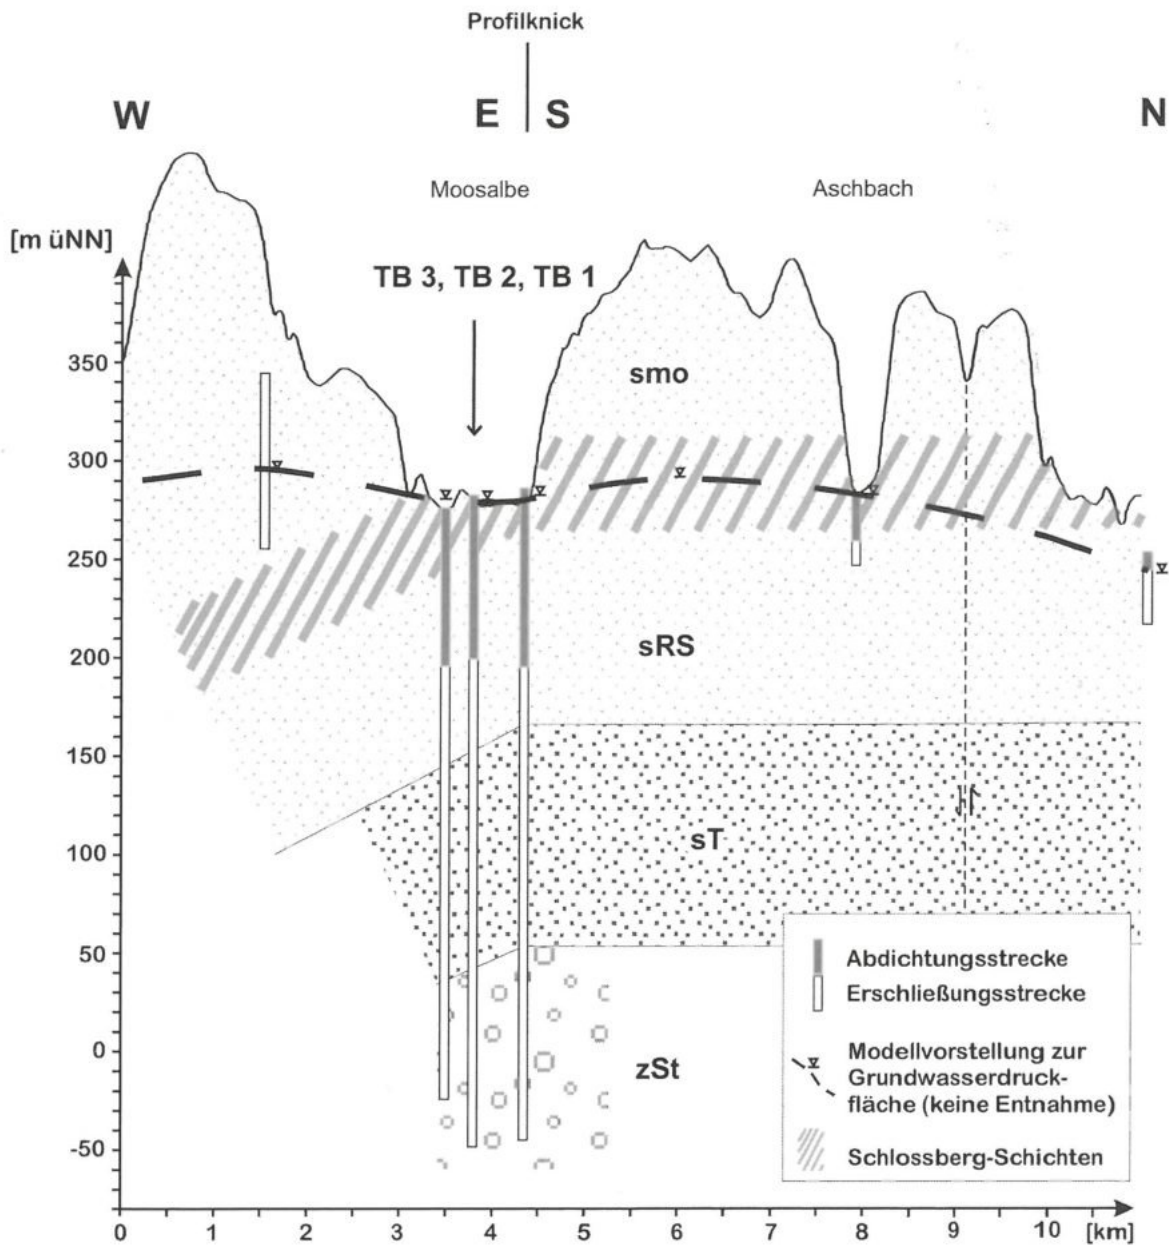 Profilknick
W E S N
Moosalbe Aschbach
[m üNN]
TB 3, TB 2, TB 1
350
smo
300
250
sRS
200
150
sT
100
50
Abdichtungsstrecke
Erschließungsstrecke
0
zSt
Modellvorstellung zur
Grundwasserdruck-
fläche (keine Entnahme)
-50
Schlossberg-Schichten
0 1 2 3 4 5 6 7 8 9 10 [km]